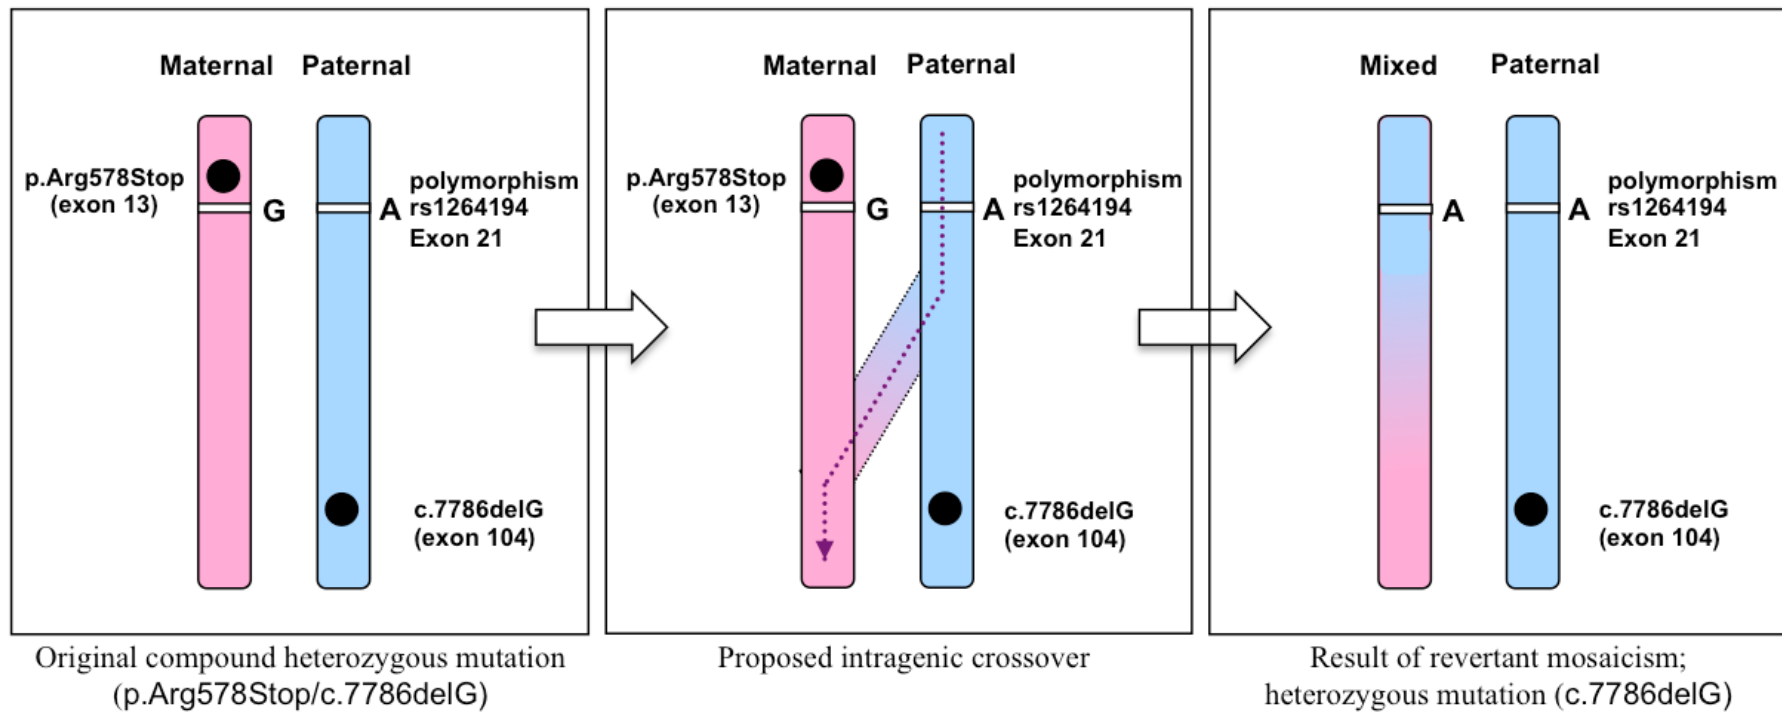 Maternal Paternal
p.Arg578Stop
(exon 13)
G
A
polymorphism
rs1264194
Exon 21
c.7786delG
(exon 104)
Original compound heterozygous mutation
(p.Arg578Stop/c.7786delG)
Maternal Paternal
p.Arg578Stop
(exon 13)
G
A
polymorphism
rs1264194
Exon 21
c.7786delG
(exon 104)
Proposed intragenic crossover
Mixed Paternal
A
A
polymorphism
rs1264194
Exon 21
c.7786delG
(exon 104)
Result of revertant mosaicism;
heterozygous mutation (c.7786delG)